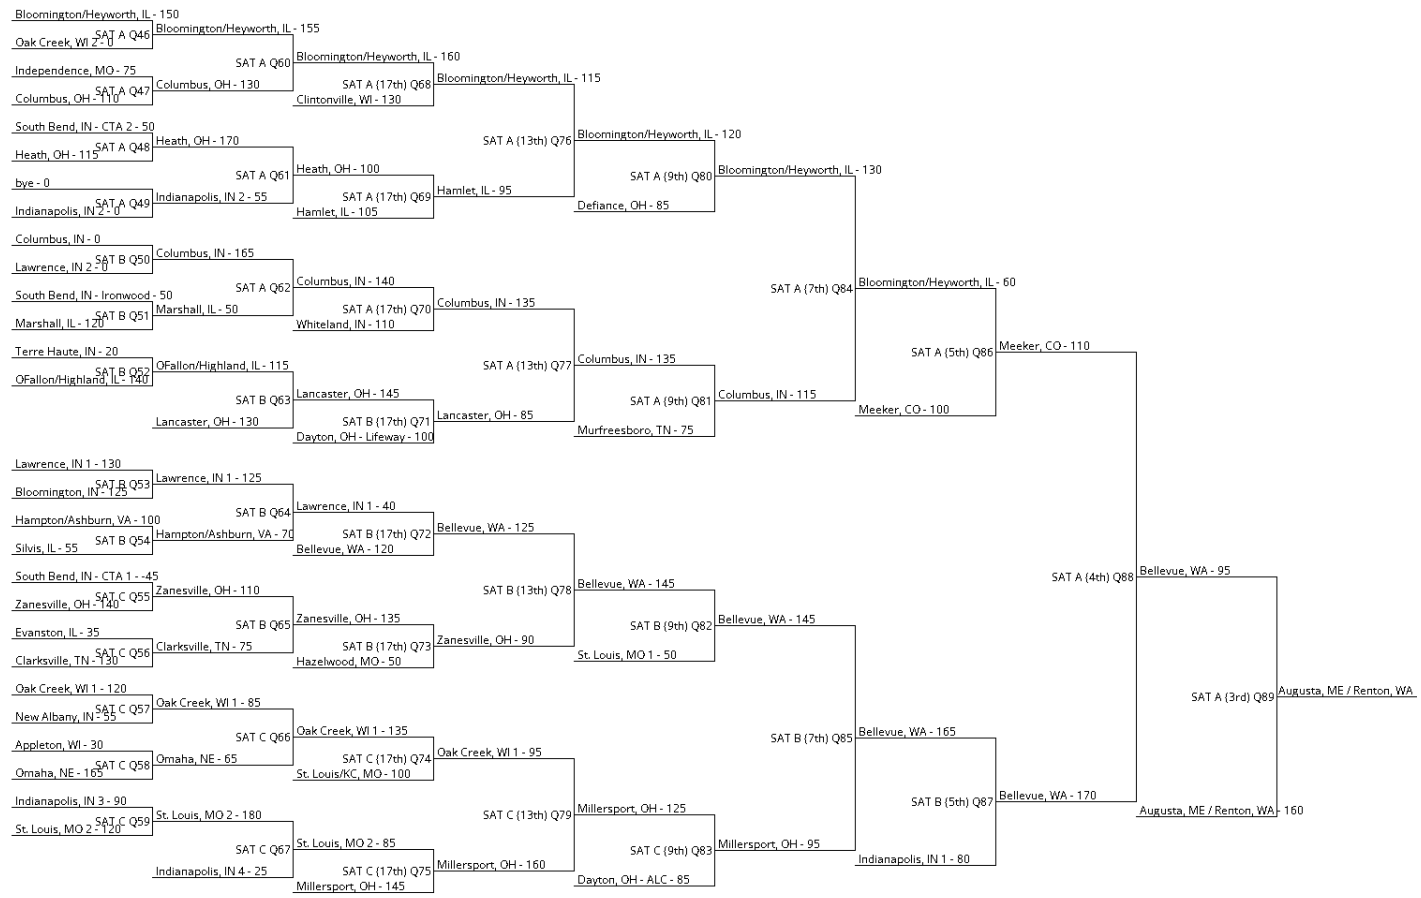 Bloomington/Heyworth, IL - 150
SAT A Q46
Oak Creek, WI 2 - 0
Independence, MO - 75
SAT A Q47
Columbus, OH - 110
South Bend, IN - CTA 2 - 50
SAT A Q48
Heath, OH - 115
bye - 0
SAT A Q49
Indianapolis, IN 2 - 0
Columbus, IN - 0
SAT B Q50
Lawrence, IN 2 - 0
South Bend, IN - Ironwood - 50
SAT B Q51
Marshall, IL - 120
Terre Haute, IN - 20
SAT B Q52
OFallon/Highland, IL - 140
Lawrence, IN 1 - 130
SAT B Q53
Bloomington, IN - 125
Hampton/Ashburn, VA - 100
SAT B Q54
Silvis, IL - 55
South Bend, IN - CTA 1 - -45
SAT C Q55
Zanesville, OH - 140
Evanston, IL - 35
SAT C Q56
Clarksville, TN - 130
Oak Creek, WI 1 - 120
SAT C Q57
New Albany, IN - 55
Appleton, WI - 30
SAT C Q58
Omaha, NE - 165
Indianapolis, IN 3 - 90
SAT C Q59
St. Louis, MO 2 - 120
Bloomington/Heyworth, IL - 155
SAT A Q60
Columbus, OH - 130
Heath, OH - 170
SAT A Q61
Indianapolis, IN 2 - 55
Columbus, IN - 165
SAT A Q62
Marshall, IL - 50
OFallon/Highland, IL - 115
SAT B Q63
Lancaster, OH - 130
Lawrence, IN 1 - 125
SAT B Q64
Hampton/Ashburn, VA - 70
Zanesville, OH - 110
SAT B Q65
Clarksville, TN - 75
Oak Creek, WI 1 - 85
SAT C Q66
Omaha, NE - 65
St. Louis, MO 2 - 180
SAT C Q67
Indianapolis, IN 4 - 25
Bloomington/Heyworth, IL - 160
SAT A (17th) Q68
Clintonville, WI - 130
Heath, OH - 100
SAT A (17th) Q69
Hamlet, IL - 105
Columbus, IN - 140
SAT A (17th) Q70
Whiteland, IN - 110
Lancaster, OH - 145
SAT B (17th) Q71
Dayton, OH - Lifeway - 100
Lawrence, IN 1 - 40
SAT B (17th) Q72
Bellevue, WA - 120
Zanesville, OH - 135
SAT B (17th) Q73
Hazelwood, MO - 50
Oak Creek, WI 1 - 135
SAT C (17th) Q74
St. Louis/KC, MO - 100
St. Louis, MO 2 - 85
SAT C (17th) Q75
Millersport, OH - 145
Bloomington/Heyworth, IL - 115
SAT A (13th) Q76
Hamlet, IL - 95
Columbus, IN - 135
SAT A (13th) Q77
Lancaster, OH - 85
Bellevue, WA - 125
SAT B (13th) Q78
Zanesville, OH - 90
Oak Creek, WI 1 - 95
SAT C (13th) Q79
Millersport, OH - 160
Bloomington/Heyworth, IL - 120
SAT A (9th) Q80
Defiance, OH - 85
Columbus, IN - 135
SAT A (9th) Q81
Murfreesboro, TN - 75
Bellevue, WA - 145
SAT B (9th) Q82
St. Louis, MO 1 - 50
Millersport, OH - 125
SAT C (9th) Q83
Dayton, OH - ALC - 85
Bloomington/Heyworth, IL - 130
SAT A (7th) Q84
Columbus, IN - 115
Bellevue, WA - 145
SAT B (7th) Q85
Millersport, OH - 95
Bloomington/Heyworth, IL - 60
SAT A (5th) Q86
Meeker, CO - 100
Bellevue, WA - 165
SAT B (5th) Q87
Indianapolis, IN 1 - 80
Meeker, CO - 110
SAT A (4th) Q88
Bellevue, WA - 170
Bellevue, WA - 95
SAT A (3rd) Q89
Augusta, ME / Renton, WA - 160
Augusta, ME / Renton, WA